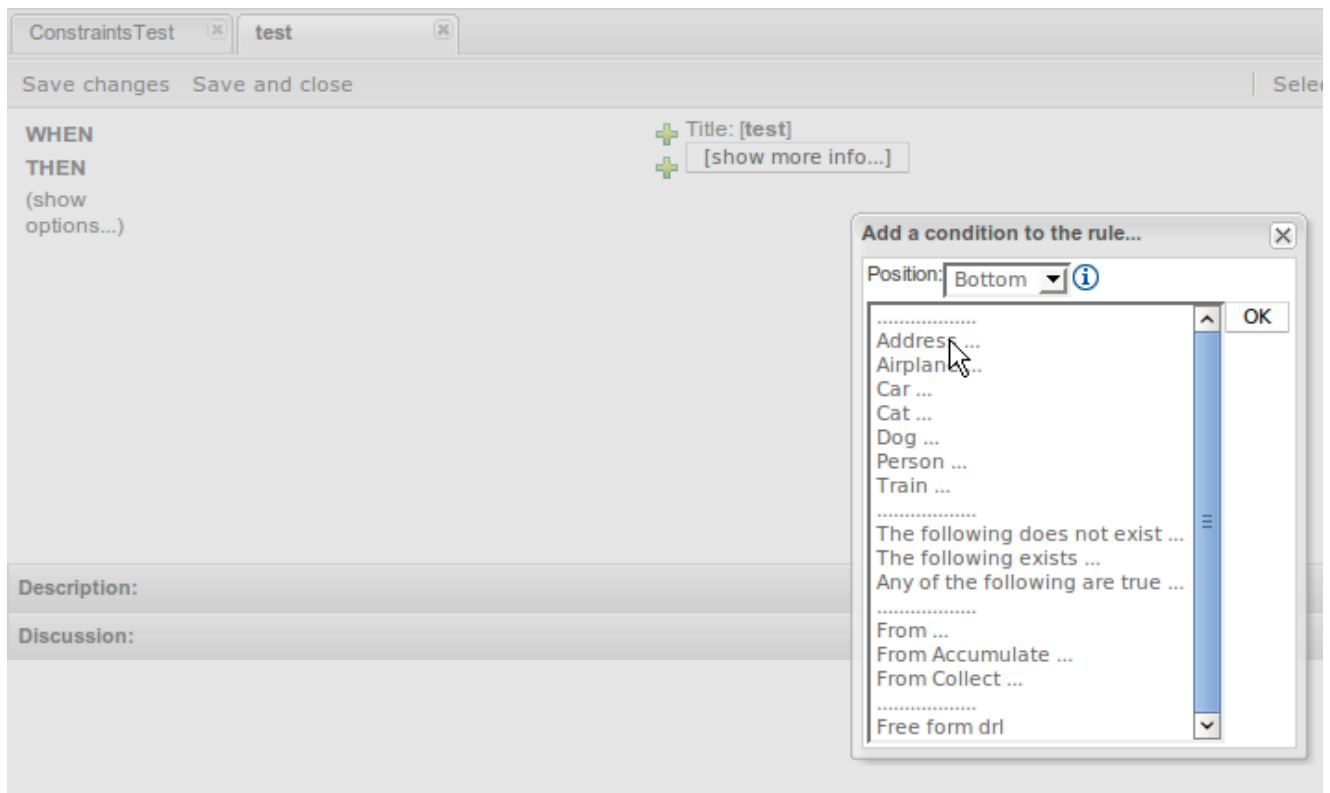 ConstraintsTest test
Save changes Save and close Selec
WHEN
THEN
(show
options...)
Title: [test]
[show more info...]
Add a condition to the rule...
Position: Bottom
OK
..................
Address ...
Airplane ...
Car ...
Cat ...
Dog ...
Person ...
Train ...
..................
The following does not exist ...
The following exists ...
Any of the following are true ...
..................
From ...
From Accumulate ...
From Collect ...
..................
Free form drl
Description:
Discussion: